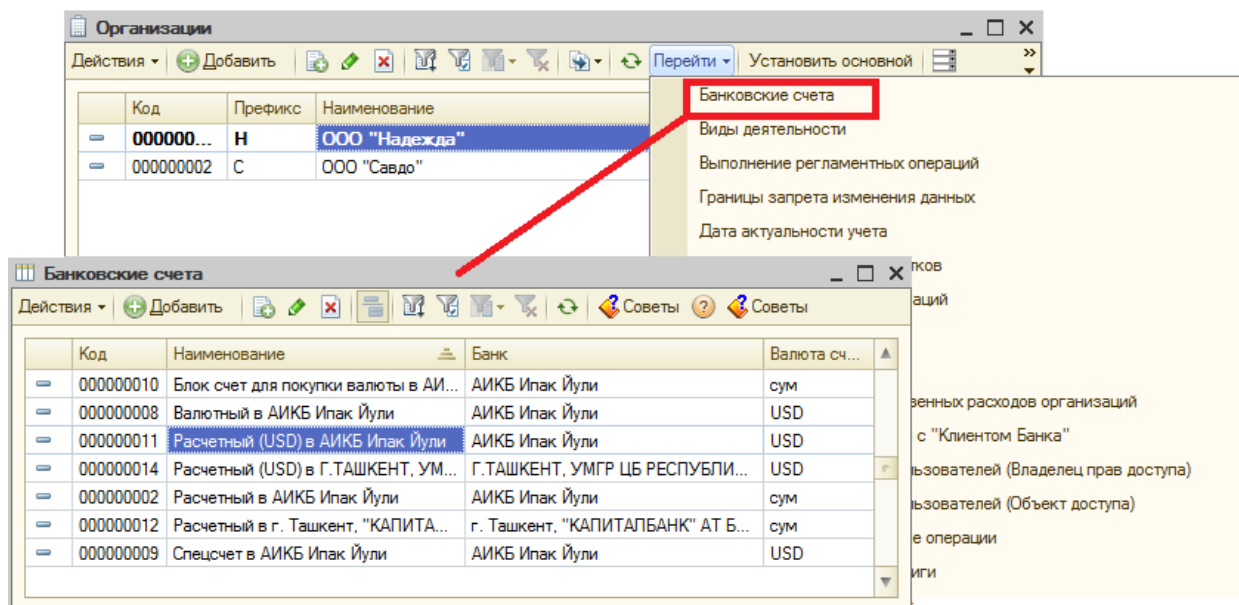 Организации
Действия Добавить Перейти Установить основной »
Код Префикс Наименование
000000... Н ООО "Надежда"
000000002 С ООО "Савдо"
Банковские счета
Виды деятельности
Выполнение регламентных операций
Границы запрета изменения данных
Дата актуальности учета
тков
аций
венных расходов организаций
с "Клиентом Банка"
льзователей (Владелец прав доступа)
льзователей (Объект доступа)
е операции
иги
Банковские счета
Действия Добавить Советы ? Советы
Код Наименование Банк Валюта сч...
000000010 Блок счет для покупки валюты в АИ... АИКБ Ипак Йули сум
000000008 Валютный в АИКБ Ипак Йули АИКБ Ипак Йули USD
000000011 Расчетный (USD) в АИКБ Ипак Йули АИКБ Ипак Йули USD
000000014 Расчетный (USD) в Г.ТАШКЕНТ, УМ... Г.ТАШКЕНТ, УМГР ЦБ РЕСПУБЛИ... USD
000000002 Расчетный в АИКБ Ипак Йули АИКБ Ипак Йули сум
000000012 Расчетный в г. Ташкент, "КАПИТА... г. Ташкент, "КАПИТАЛБАНК" АТ Б... сум
000000009 Спецсчет в АИКБ Ипак Йули АИКБ Ипак Йули USD